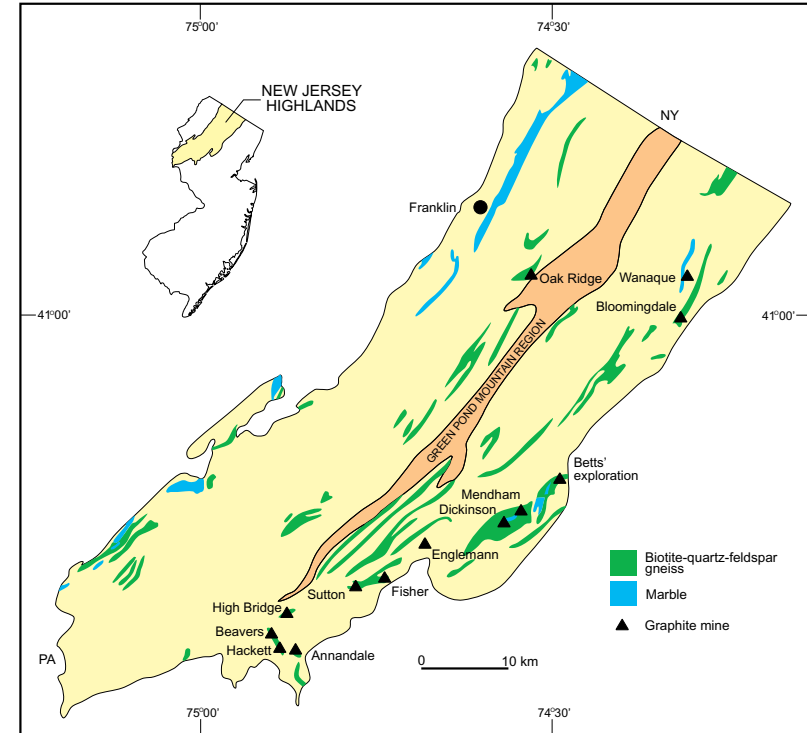 75°00'
74°30'
NEW JERSEY
HIGHLANDS
NY
Franklin
Oak Ridge
Wanaque
Bloomingdale
41°00'
41°00'
GREEN POND MOUNTAIN REGION
Betts'
exploration
Mendham
Dickinson
Englemann
Biotite-quartz-feldspar
gneiss
Marble
Graphite mine
Sutton
Fisher
High Bridge
Beavers
Hackett
Annandale
PA
0
10 km
75°00'
74°30'